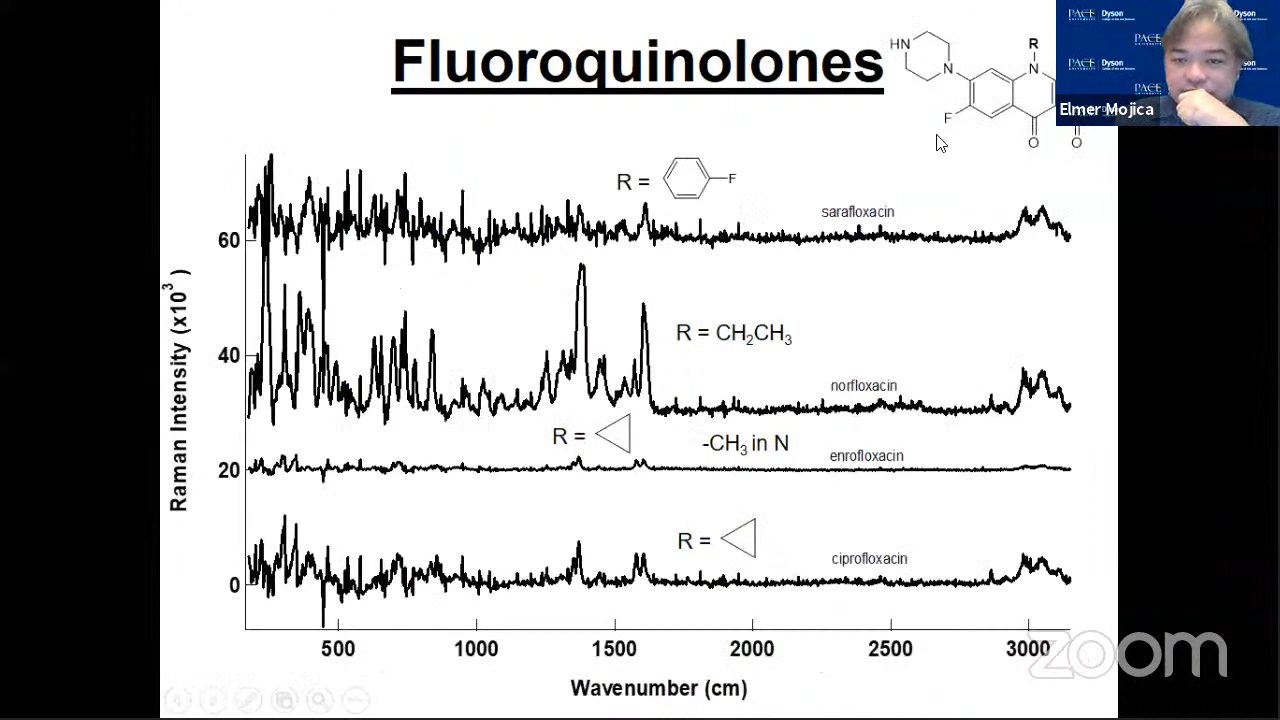 Fluoroquinolones
HN
N
F
R
N
O
O
PACE
UNIVERSITY
Dyson
Elmer Mojica
R = F
sarafloxacin
R = CH₂CH₃
norfloxacin
R =
-CH₃ in N
enrofloxacin
R =
ciprofloxacin
60
40
20
0
Raman Intensity (x10³ )
500 1000 1500 2000 2500 3000
Wavenumber (cm)
zoom